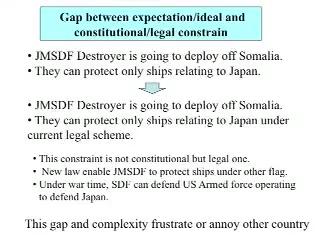 Gap between expectation/ideal and
constitutional/legal constrain
• JMSDF Destroyer is going to deploy off Somalia.
• They can protect only ships relating to Japan.
• JMSDF Destroyer is going to deploy off Somalia.
• They can protect only ships relating to Japan under
current legal scheme.
• This constraint is not constitutional but legal one.
• New law enable JMSDF to protect ships under other flag.
• Under war time, SDF can defend US Armed force operating
to defend Japan.
This gap and complexity frustrate or annoy other country